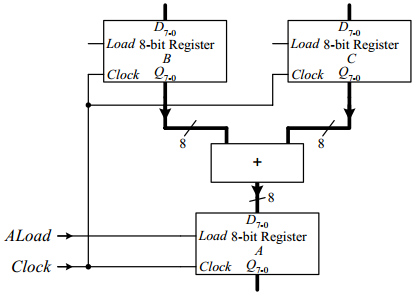 D7-0 D7-0
Load 8-bit Register Load 8-bit Register
B C
Clock Q7-0 Clock Q7-0
8 8
+
8
D7-0
ALoad Load 8-bit Register
A
Clock Clock Q7-0